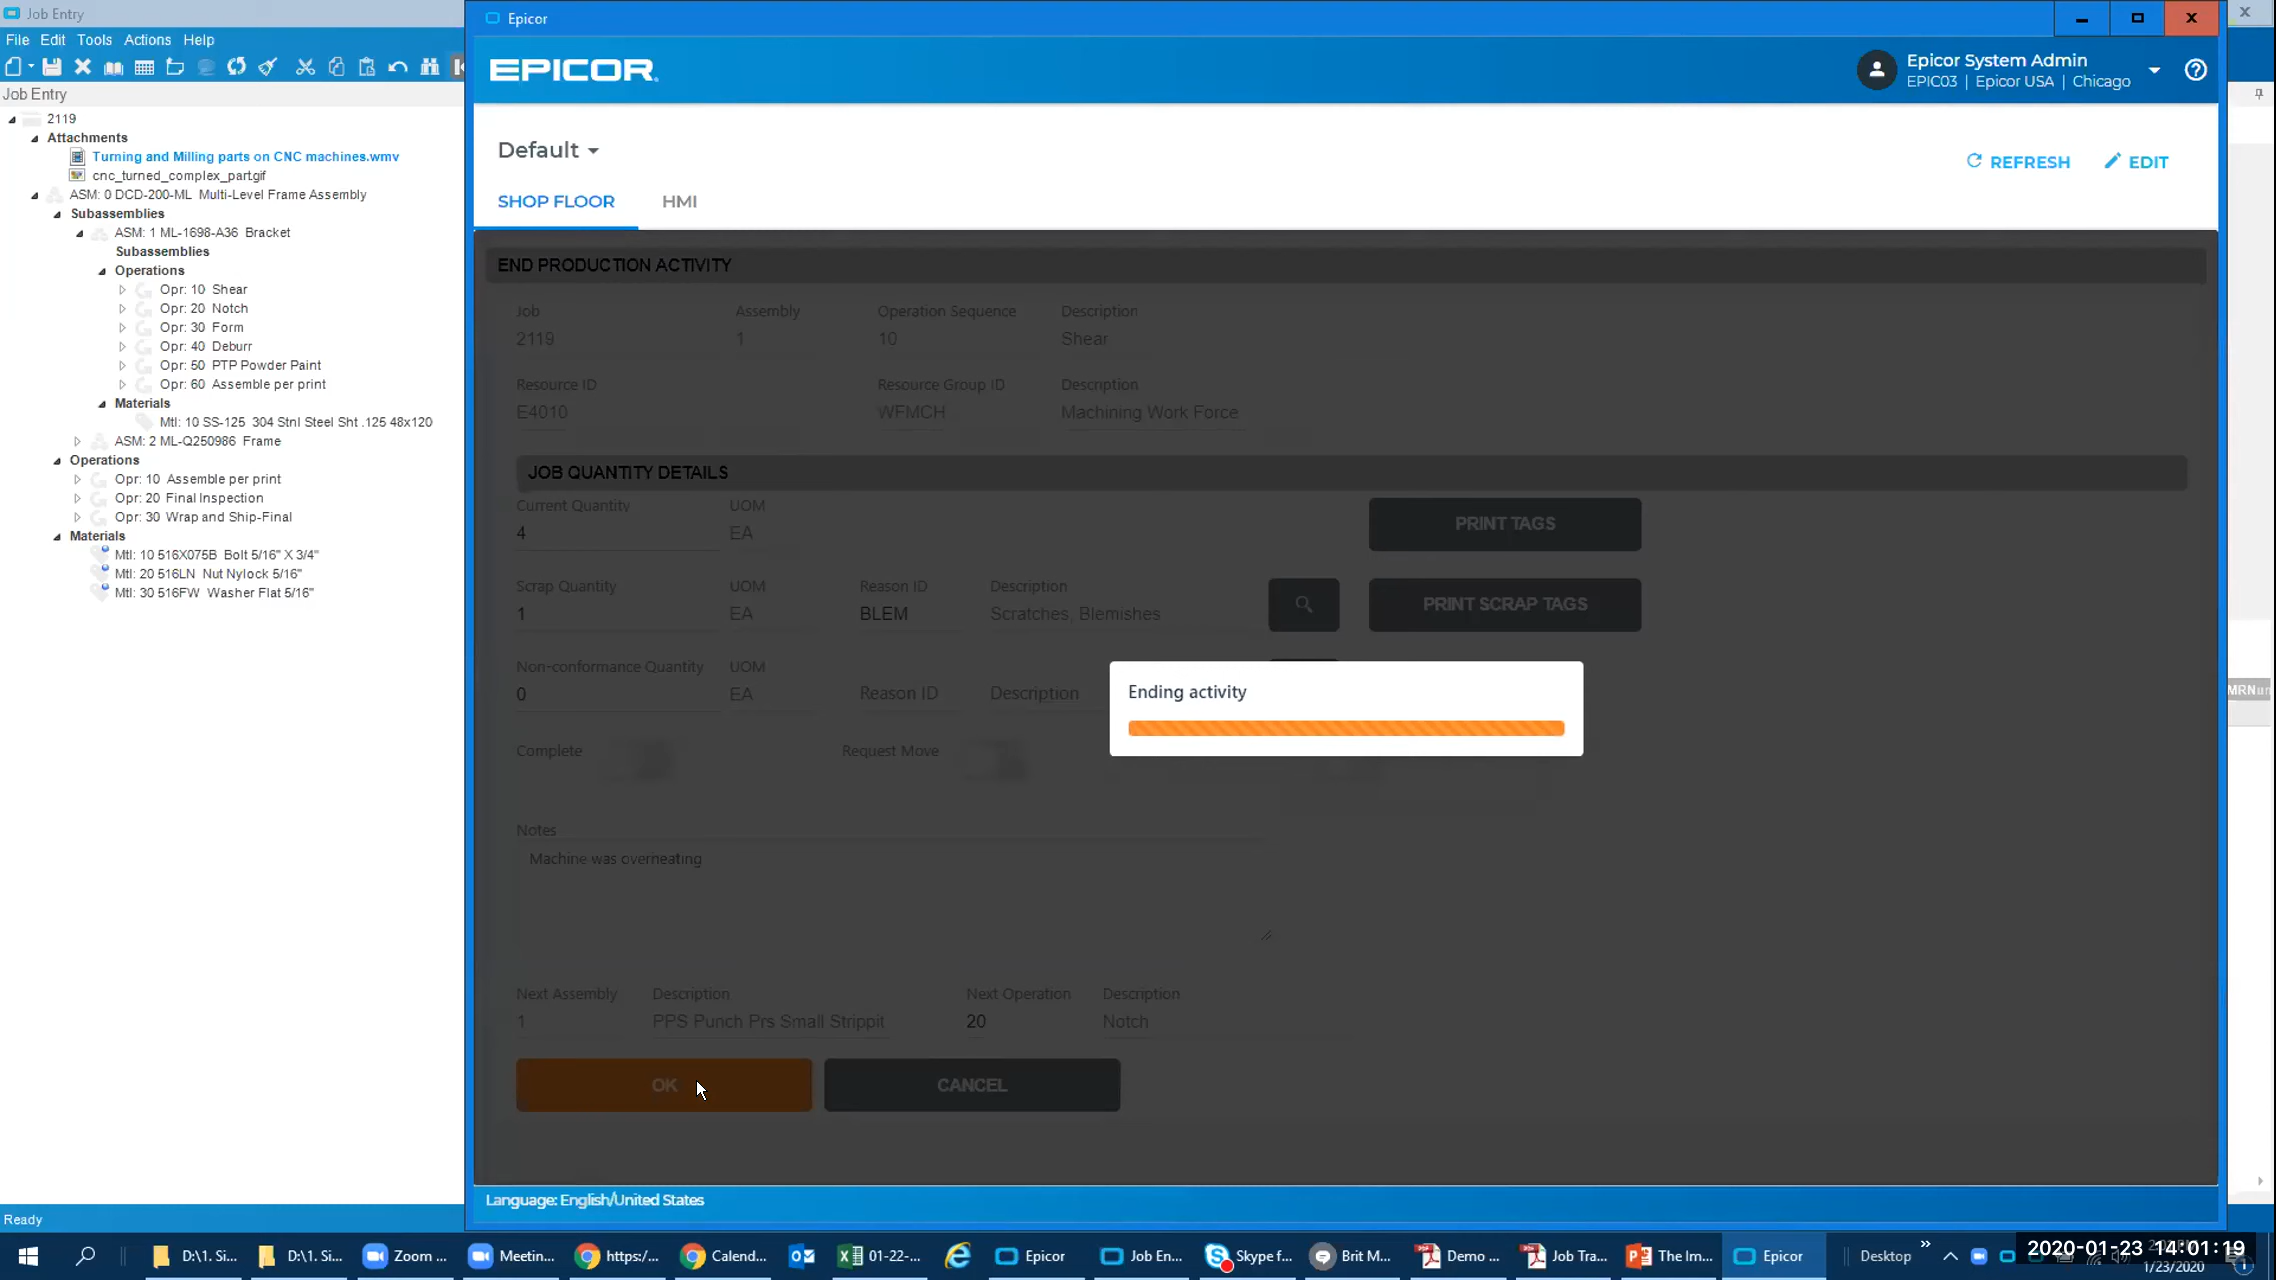 Job Entry
File Edit Tools Actions Help
Job Entry
2119
Attachments
Turning and Milling parts on CNC machines.wmv
cnc_turned_complex_part.gif
ASM: 0 DCD-200-ML Multi-Level Frame Assembly
Subassemblies
ASM: 1 ML-1698-A36 Bracket
Subassemblies
Operations
Opr: 10 Shear
Opr: 20 Notch
Opr: 30 Form
Opr: 40 Deburr
Opr: 50 PTP Powder Paint
Opr: 60 Assemble per print
Materials
Mtl: 10 SS-125 304 Stnl Steel Sht .125 48x120
ASM: 2 ML-Q250986 Frame
Operations
Opr: 10 Assemble per print
Opr: 20 Final Inspection
Opr: 30 Wrap and Ship-Final
Materials
Mtl: 10 516X075B Bolt 5/16" X 3/4"
Mtl: 20 516LN Nut Nylock 5/16"
Mtl: 30 516FW Washer Flat 5/16"
Ready
Epicor
EPICOR
Epicor System Admin
EPIC03 | Epicor USA | Chicago
Default
REFRESH
EDIT
SHOP FLOOR HMI
END PRODUCTION ACTIVITY
Job Assembly Operation Sequence Description
2119 1 10 Shear
Resource ID Resource Group ID Description
E4010 WFMCH Machining Work Force
JOB QUANTITY DETAILS
Current Quantity UOM
4 EA
PRINT TAGS
Scrap Quantity UOM Reason ID Description
1 EA BLEM Scratches, Blemishes
PRINT SCRAP TAGS
Non-conformance Quantity UOM
0 EA Reason ID Description
Ending activity
Complete Request Move
Notes
Machine was overheating
Next Assembly Description Next Operation Description
1 PPS Punch Prs Small Strippit 20 Notch
OK CANCEL
Language: English/United States
D:\1. Si... D:\1. Si... Zoom ... Meetin... https:/... Calend... 01-22-... Epicor Job En... Skype f... Brit M... Demo ... Job Tra... The Im... Epicor Desktop
2020-01-23 14:01:19
1/23/2020